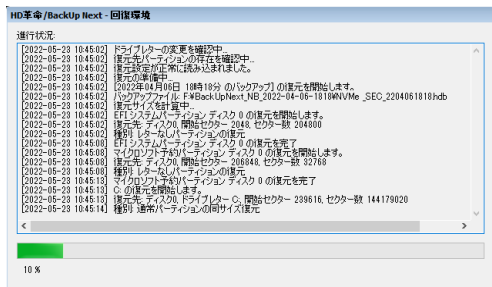 HD革命/BackUp Next - 回復環境
進行状況:
[2022-05-23 10:45:02] ドライブレターの変更を確認中...
[2022-05-23 10:45:02] 復元先パーティションの存在を確認中...
[2022-05-23 10:45:02] 復元設定が正常に読み込まれました。
[2022-05-23 10:45:02] 復元の準備中...
[2022-05-23 10:45:02] [2022年04月06日 18時18分 のバックアップ] の復元を開始します。
[2022-05-23 10:45:02] バックアップファイル: F:¥BackUpNext_NB_2022-04-06-1818¥NVMe _SEC_2204061818.hdb
[2022-05-23 10:45:02] 復元サイズを計算中...
[2022-05-23 10:45:02] EFI システムパーティション ディスク 0 の復元を開始します。
[2022-05-23 10:45:02] 復元先: ディスク0, 開始セクター 2048, セクター数 204800
[2022-05-23 10:45:02] 種別: レターなしパーティションの復元
[2022-05-23 10:45:08] EFI システムパーティション ディスク 0 の復元を完了
[2022-05-23 10:45:08] マイクロソフト予約パーティション ディスク 0 の復元を開始します。
[2022-05-23 10:45:08] 復元先: ディスク0, 開始セクター 206848, セクター数 32768
[2022-05-23 10:45:08] 種別: レターなしパーティションの復元
[2022-05-23 10:45:13] マイクロソフト予約パーティション ディスク 0 の復元を完了
[2022-05-23 10:45:13] C: の復元を開始します。
[2022-05-23 10:45:13] 復元先: ディスク0, ドライブレター C:, 開始セクター 239616, セクター数 144179020
[2022-05-23 10:45:14] 種別: 通常パーティションの同サイズ復元
10 %